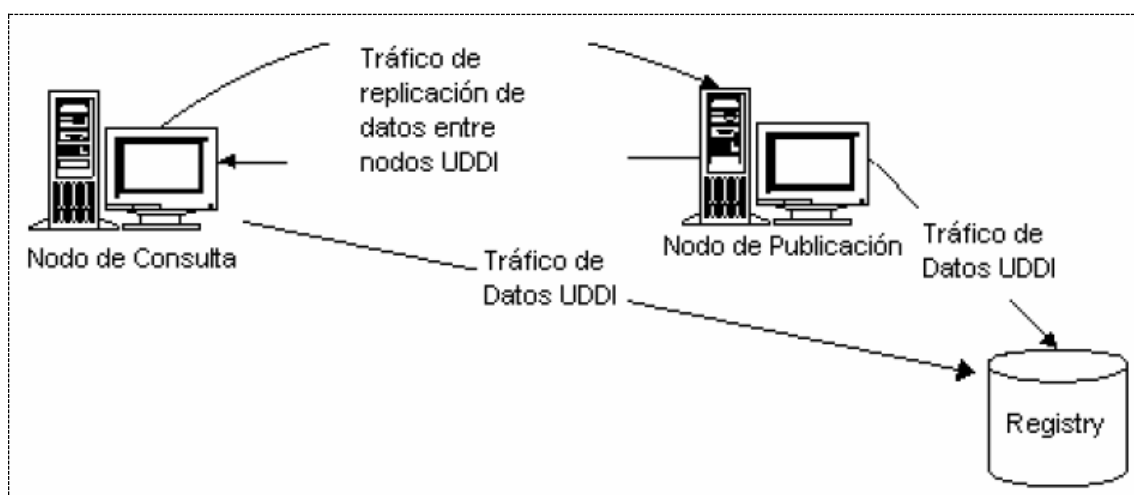 Tráfico de
replicación de
datos entre
nodos UDDI
Nodo de Consulta
Nodo de Publicación
Tráfico de
Datos UDDI
Tráfico de
Datos UDDI
Registry